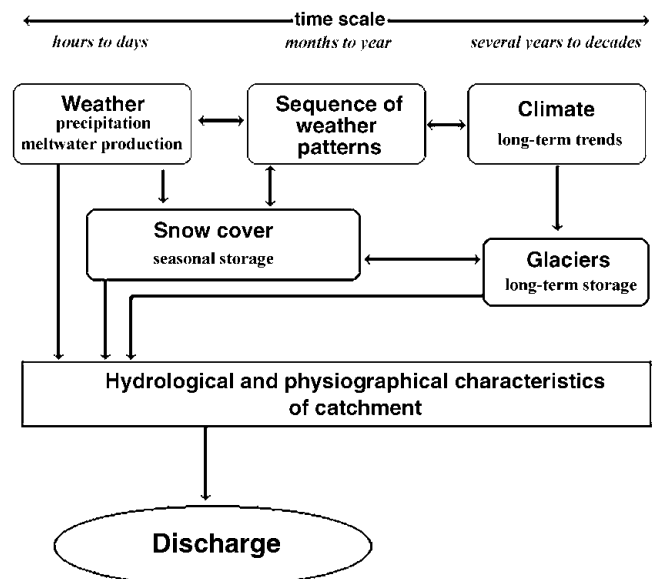 time scale
hours to days
months to year
several years to decades
Weather
precipitation
meltwater production
Sequence of
weather
patterns
Climate
long-term trends
Snow cover
seasonal storage
Glaciers
long-term storage
Hydrological and physiographical characteristics
of catchment
Discharge